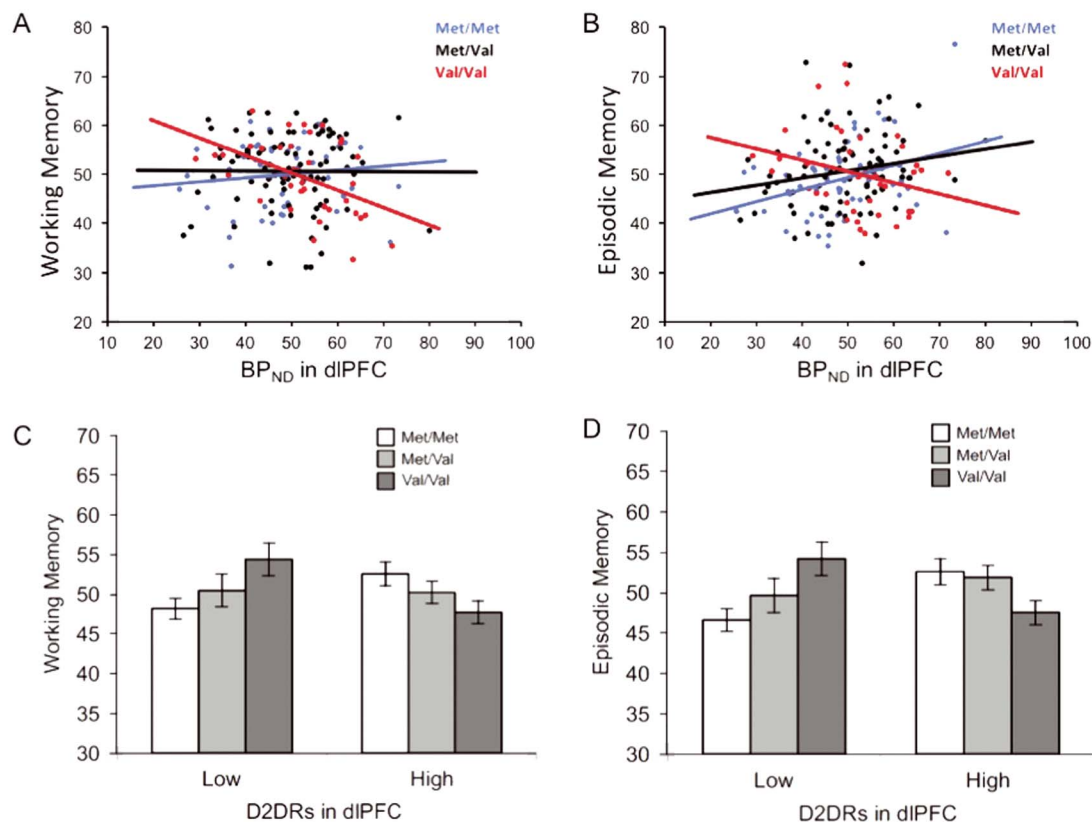 A
Met/Met
Met/Val
Val/Val
80
70
60
50
40
30
20
Working Memory
10 20 30 40 50 60 70 80 90 100
BPND in dlPFC
B
Met/Met
Met/Val
Val/Val
80
70
60
50
40
30
20
Episodic Memory
10 20 30 40 50 60 70 80 90 100
BPND in dlPFC
C
Met/Met
Met/Val
Val/Val
70
65
60
55
50
45
40
35
30
Working Memory
Low High
D2DRs in dlPFC
D
Met/Met
Met/Val
Val/Val
70
65
60
55
50
45
40
35
30
Episodic Memory
Low High
D2DRs in dlPFC